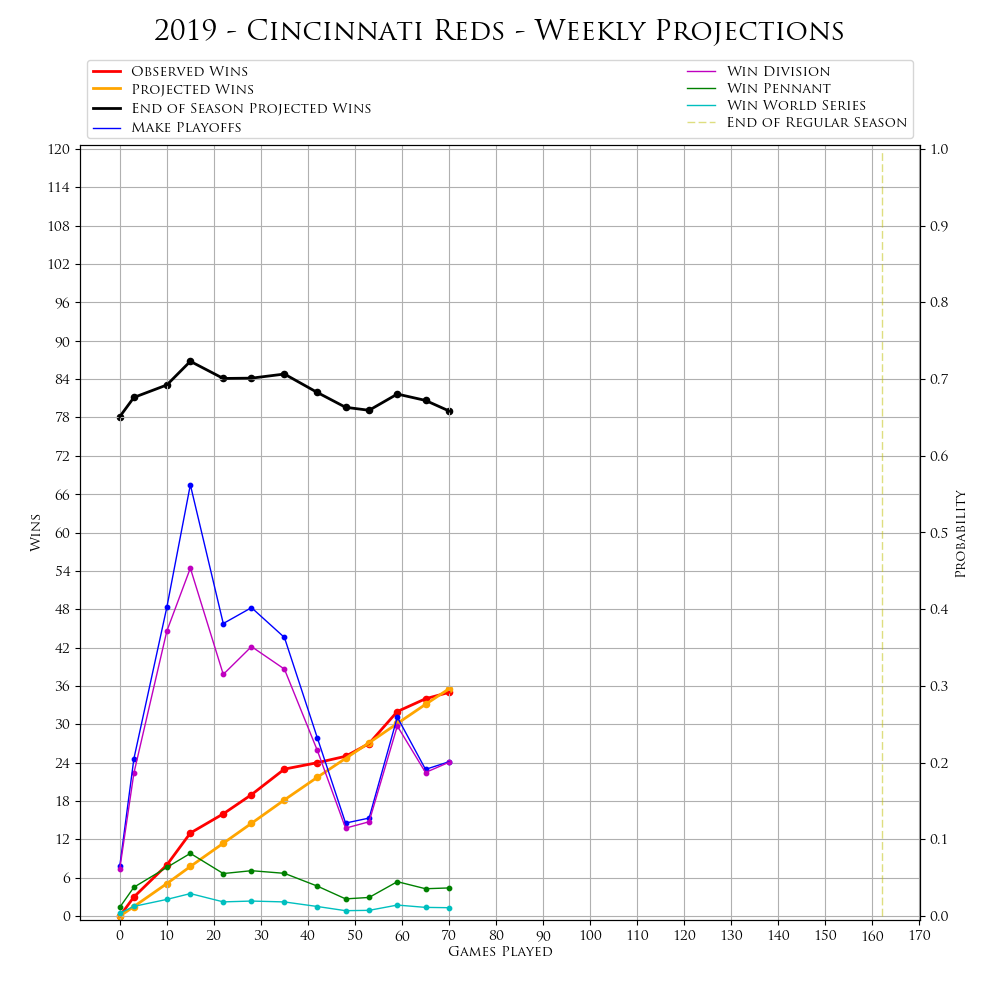 2019 - Cincinnati Reds - Weekly Projections
Observed Wins
Projected Wins
End of Season Projected Wins
Make Playoffs
Win Division
Win Pennant
Win World Series
End of Regular Season
120
114
108
102
96
90
84
78
72
66
60
54
48
42
36
30
24
18
12
6
0
Wins
1.0
0.9
0.8
0.7
0.6
0.5
0.4
0.3
0.2
0.1
0.0
Probability
0 10 20 30 40 50 60 70 80 90 100 110 120 130 140 150 160 170
Games Played